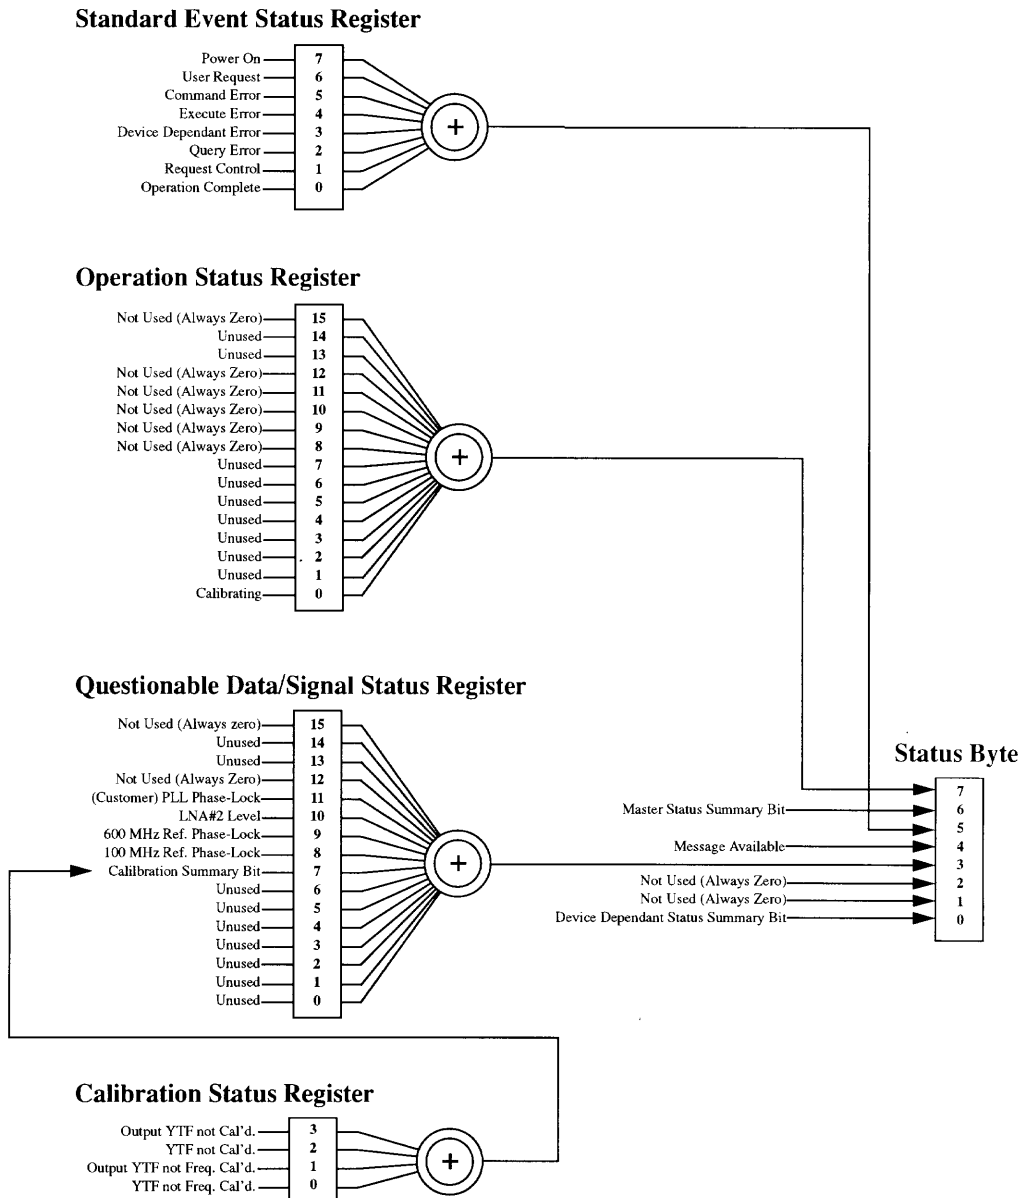 Standard Event Status Register
Power On 7
User Request 6
Command Error 5
Execute Error 4
Device Dependant Error 3
Query Error 2
Request Control 1
Operation Complete 0
+
Operation Status Register
Not Used (Always Zero) 15
Unused 14
Unused 13
Not Used (Always Zero) 12
Not Used (Always Zero) 11
Not Used (Always Zero) 10
Not Used (Always Zero) 9
Not Used (Always Zero) 8
Unused 7
Unused 6
Unused 5
Unused 4
Unused 3
Unused 2
Unused 1
Calibrating 0
+
Questionable Data/Signal Status Register
Not Used (Always zero) 15
Unused 14
Unused 13
Not Used (Always Zero) 12
(Customer) PLL Phase-Lock 11
LNA#2 Level 10
600 MHz Ref. Phase-Lock 9
100 MHz Ref. Phase-Lock 8
Calilbration Summary Bit 7
Unused 6
Unused 5
Unused 4
Unused 3
Unused 2
Unused 1
Unused 0
+
Status Byte
7
Master Status Summary Bit 6
5
Message Available 4
3
Not Used (Always Zero) 2
Not Used (Always Zero) 1
Device Dependant Status Summary Bit 0
Calibration Status Register
Output YTF not Cal'd. 3
YTF not Cal'd. 2
Output YTF not Freq. Cal'd. 1
YTF not Freq. Cal'd. 0
+